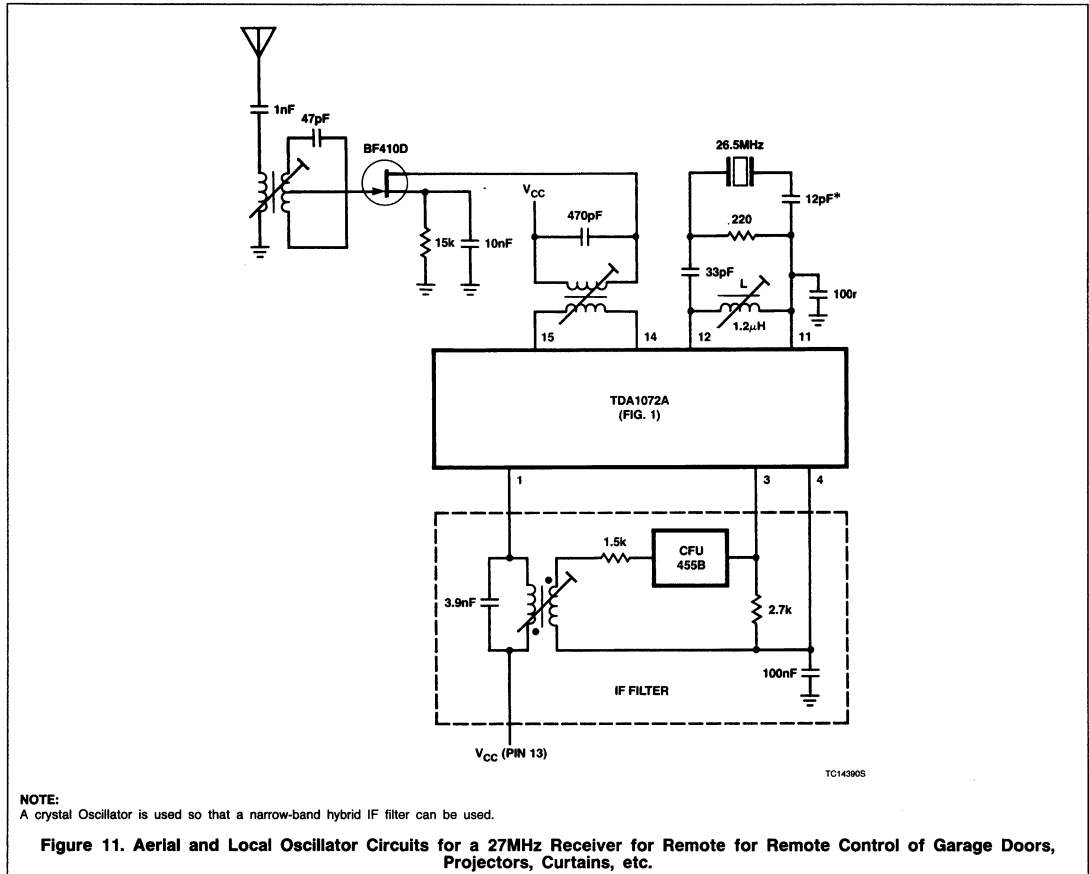 1nF
47pF
BF410D
15k
10nF
VCC
470pF
26.5MHz
12pF*
220
33pF
L
1.2μH
100r
15
14
12
11
TDA1072A
(FIG. 1)
1
3
4
1.5k
CFU
455B
3.9nF
2.7k
100nF
IF FILTER
VCC (PIN 13)
TC14390S
NOTE:
A crystal Oscillator is used so that a narrow-band hybrid IF filter can be used.
Figure 11. Aerial and Local Oscillator Circuits for a 27MHz Receiver for Remote for Remote Control of Garage Doors,
Projectors, Curtains, etc.